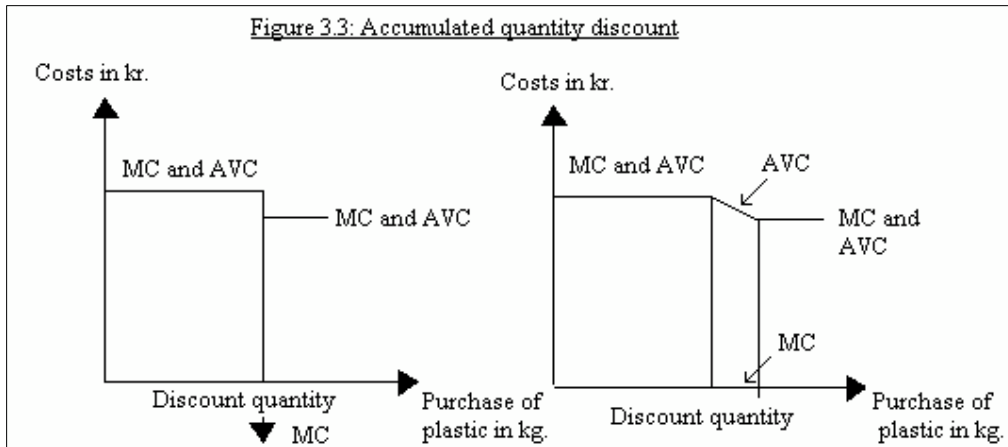 Figure 3.3: Accumulated quantity discount
Costs in kr.
MC and AVC
MC and AVC
Discount quantity
MC
Purchase of
plastic in kg.
Costs in kr.
MC and AVC
AVC
MC and
AVC
MC
Discount quantity
Purchase of
plastic in kg.